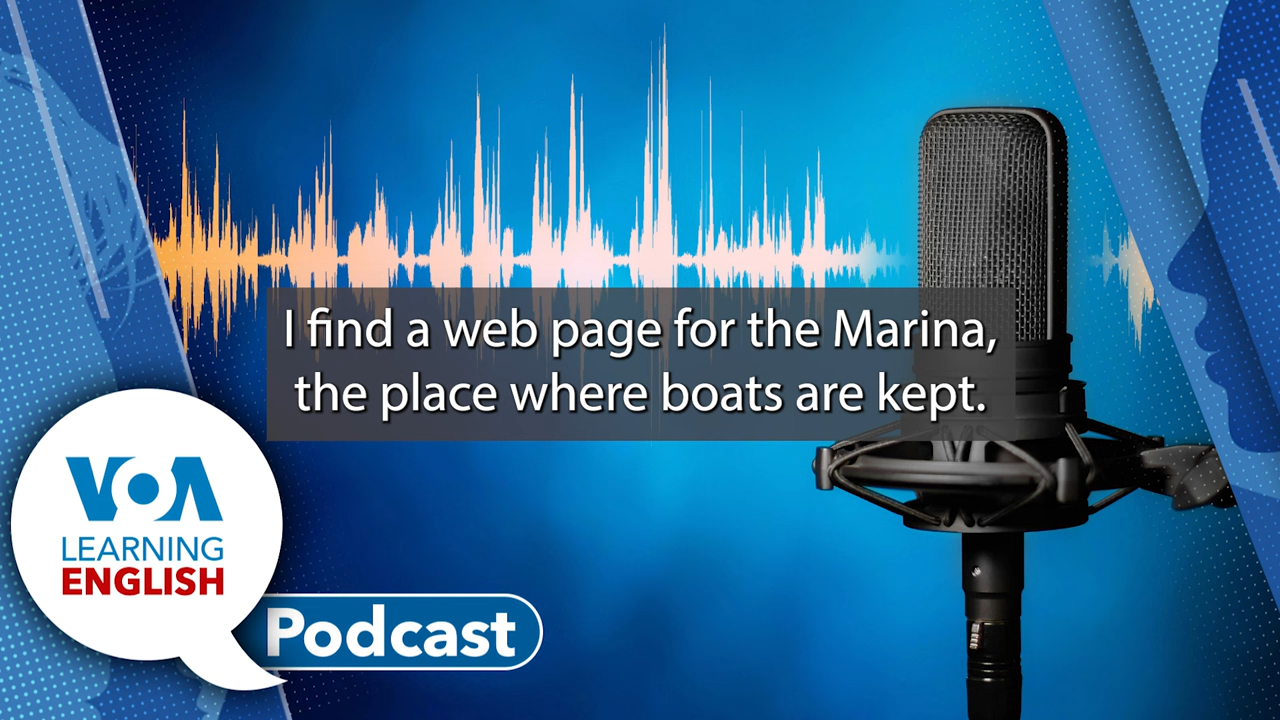 I find a web page for the Marina,
the place where boats are kept.
VOA
LEARNING
ENGLISH
Podcast